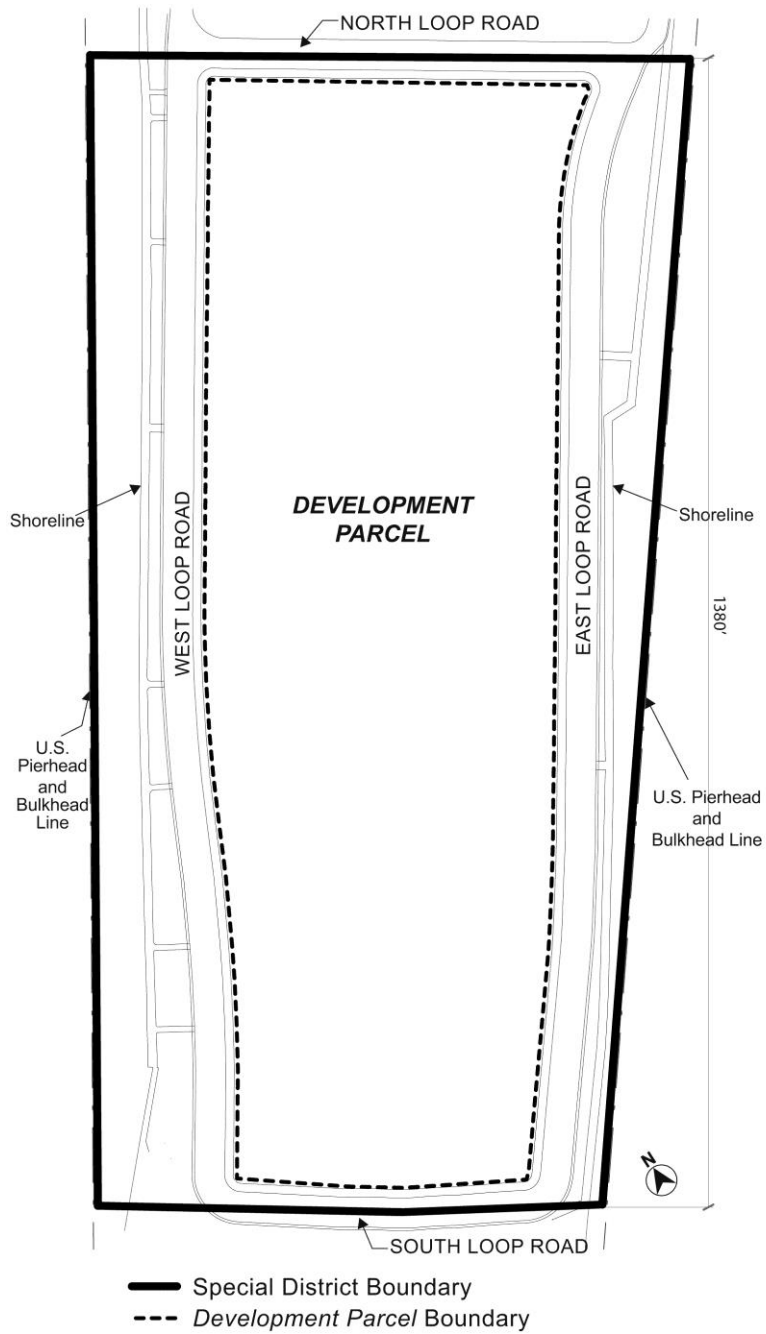 NORTH LOOP ROAD
DEVELOPMENT
PARCEL
Shoreline
WEST LOOP ROAD
EAST LOOP ROAD
Shoreline
1380'
U.S.
Pierhead
and
Bulkhead
Line
U.S. Pierhead
and
Bulkhead Line
N
SOUTH LOOP ROAD
Special District Boundary
Development Parcel Boundary